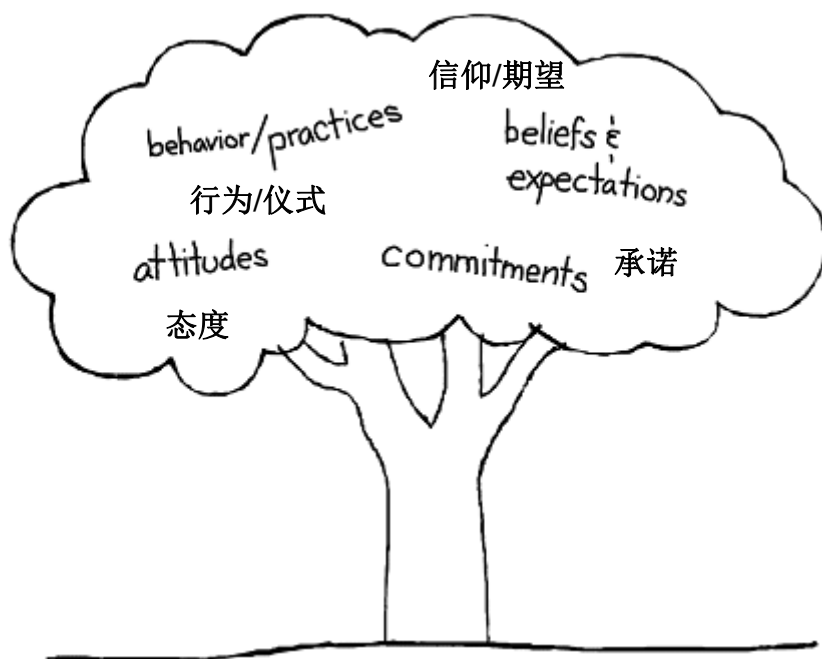 信仰/期望
behavior/practices
beliefs &
expectations
行为/仪式
attitudes
commitments 承诺
态度